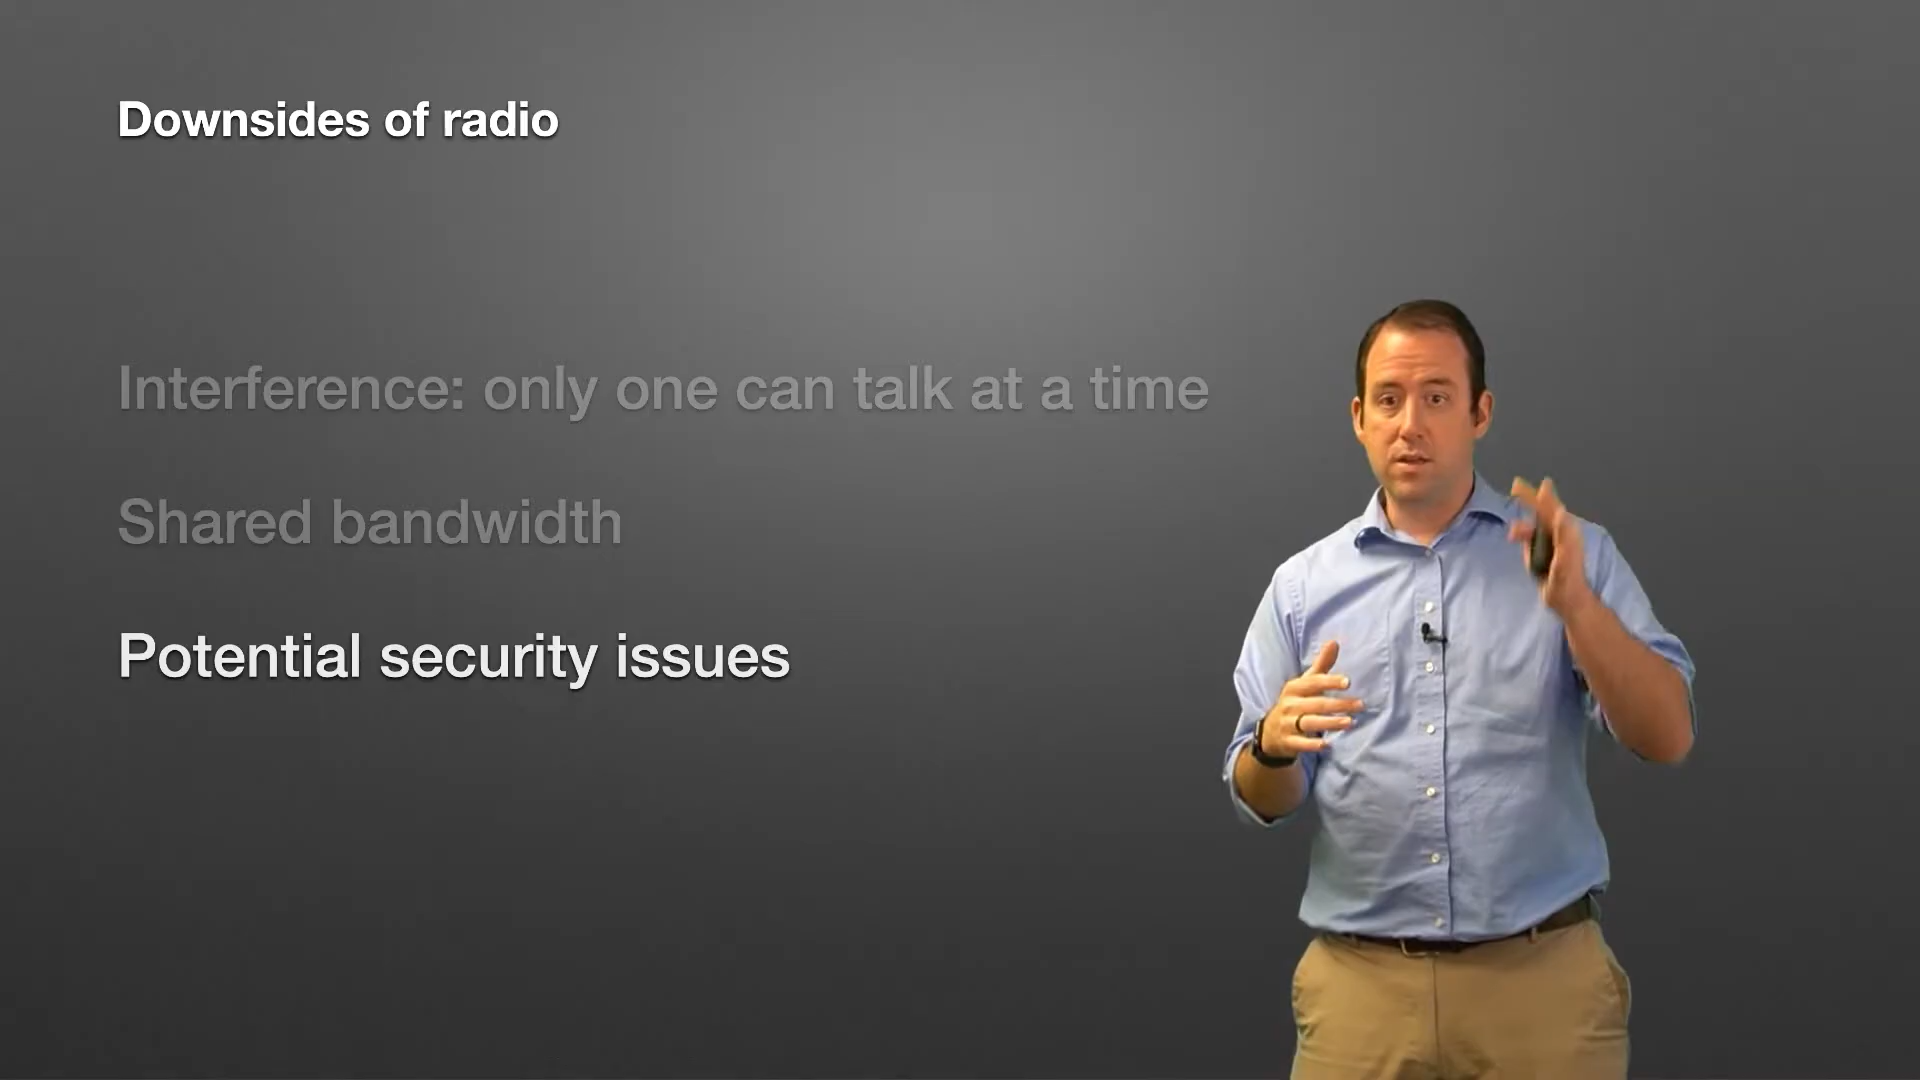 Downsides of radio
Interference: only one can talk at a time
Shared bandwidth
Potential security issues